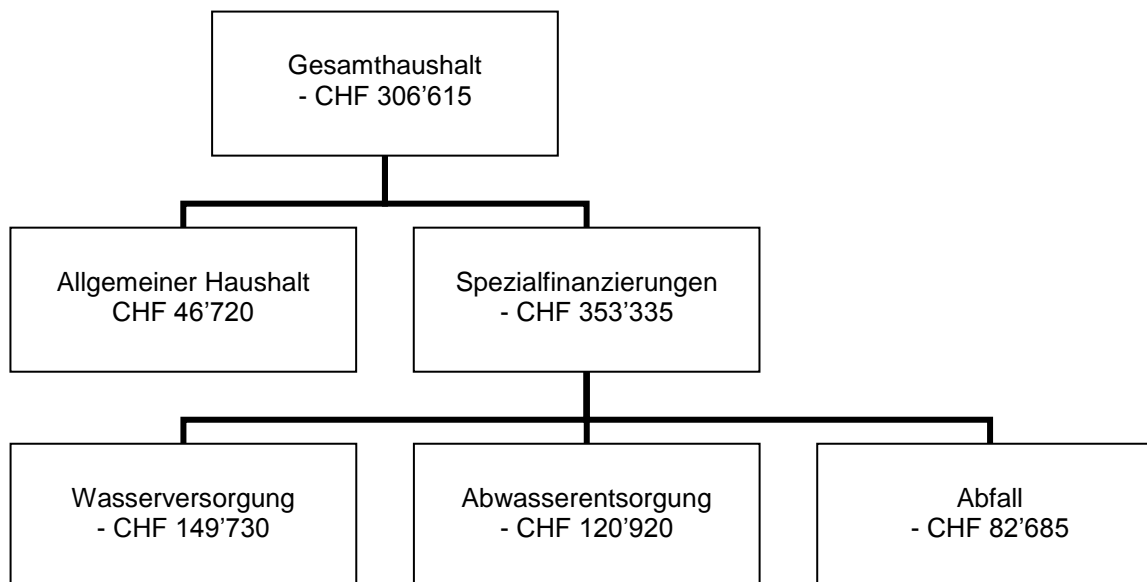 Gesamthaushalt
- CHF 306’615
Allgemeiner Haushalt
CHF 46’720
Spezialfinanzierungen
- CHF 353’335
Wasserversorgung
- CHF 149’730
Abwasserentsorgung
- CHF 120’920
Abfall
- CHF 82’685